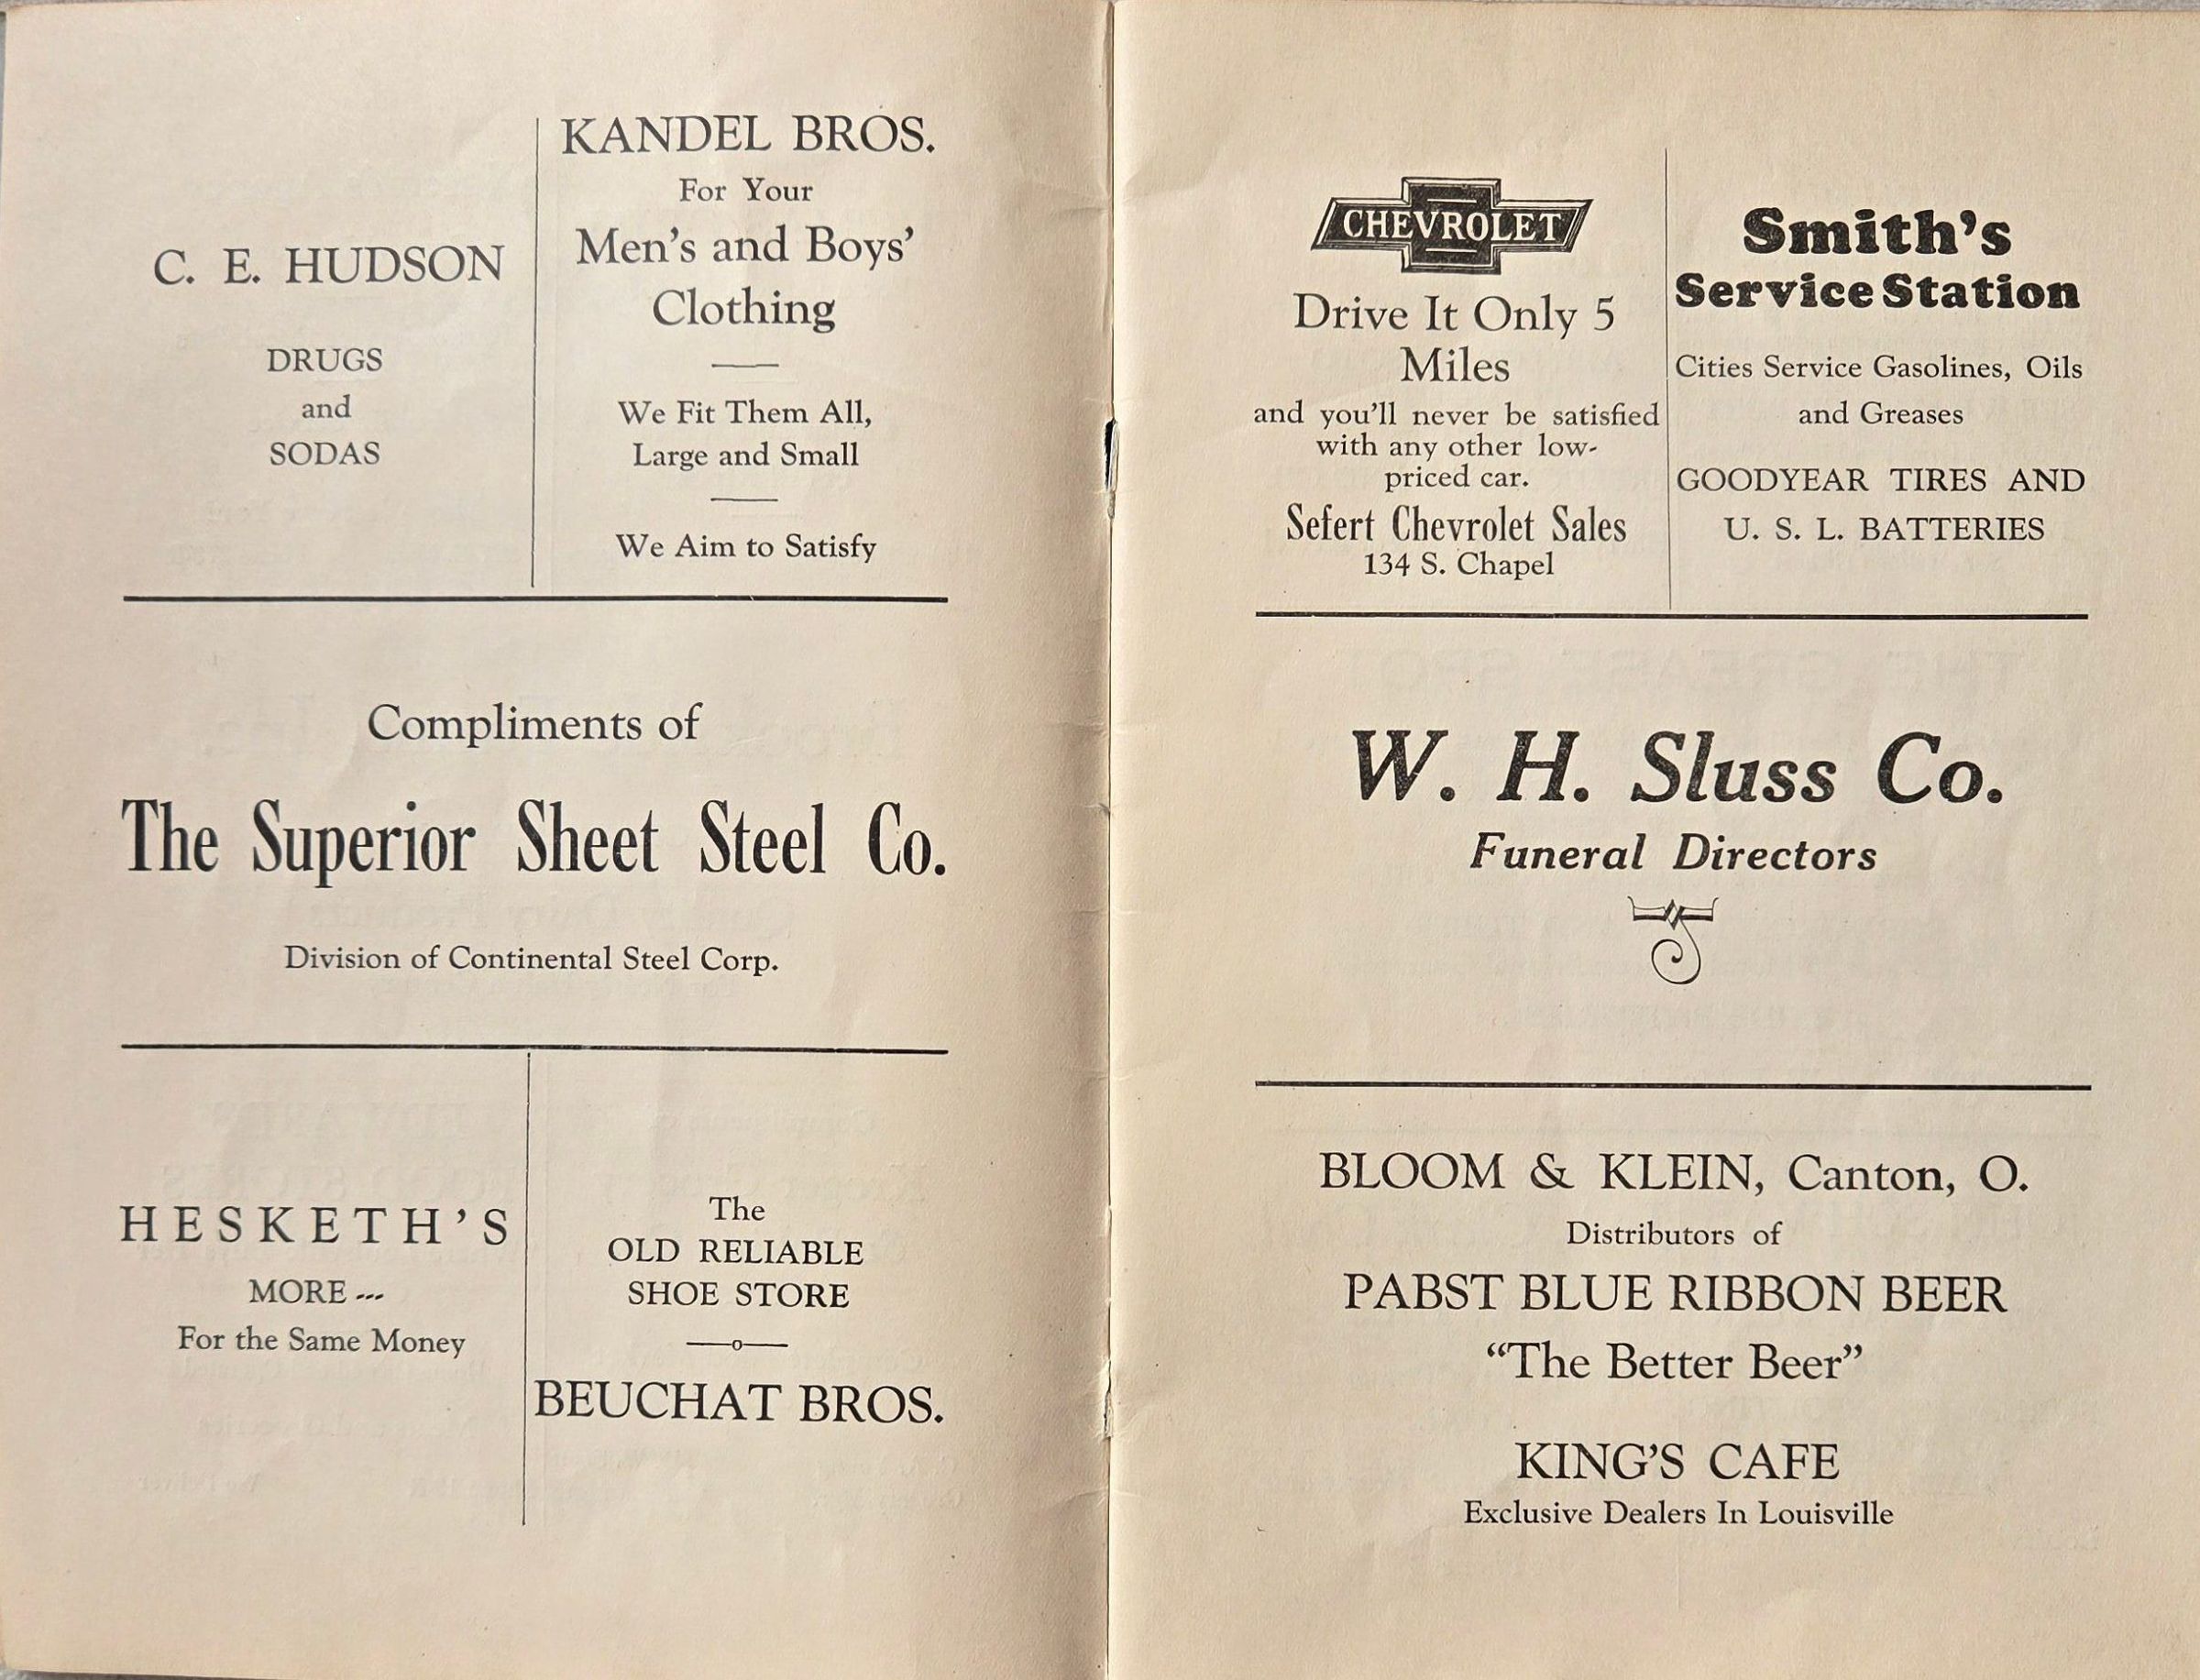 C. E. HUDSON
DRUGS
and
SODAS
KANDEL BROS.
For Your
Men's and Boys'
Clothing
We Fit Them All,
Large and Small
We Aim to Satisfy
Compliments of
The Superior Sheet Steel Co.
Division of Continental Steel Corp.
HESKETH'S
MORE ---
For the Same Money
The
OLD RELIABLE
SHOE STORE
BEUCHAT BROS.
CHEVROLET
Drive It Only 5
Miles
and you'll never be satisfied
with any other low-
priced car.
Sefert Chevrolet Sales
134 S. Chapel
Smith's
Service Station
Cities Service Gasolines, Oils
and Greases
GOODYEAR TIRES AND
U. S. L. BATTERIES
W. H. Sluss Co.
Funeral Directors
BLOOM & KLEIN, Canton, O.
Distributors of
PABST BLUE RIBBON BEER
"The Better Beer"
KING'S CAFE
Exclusive Dealers In Louisville